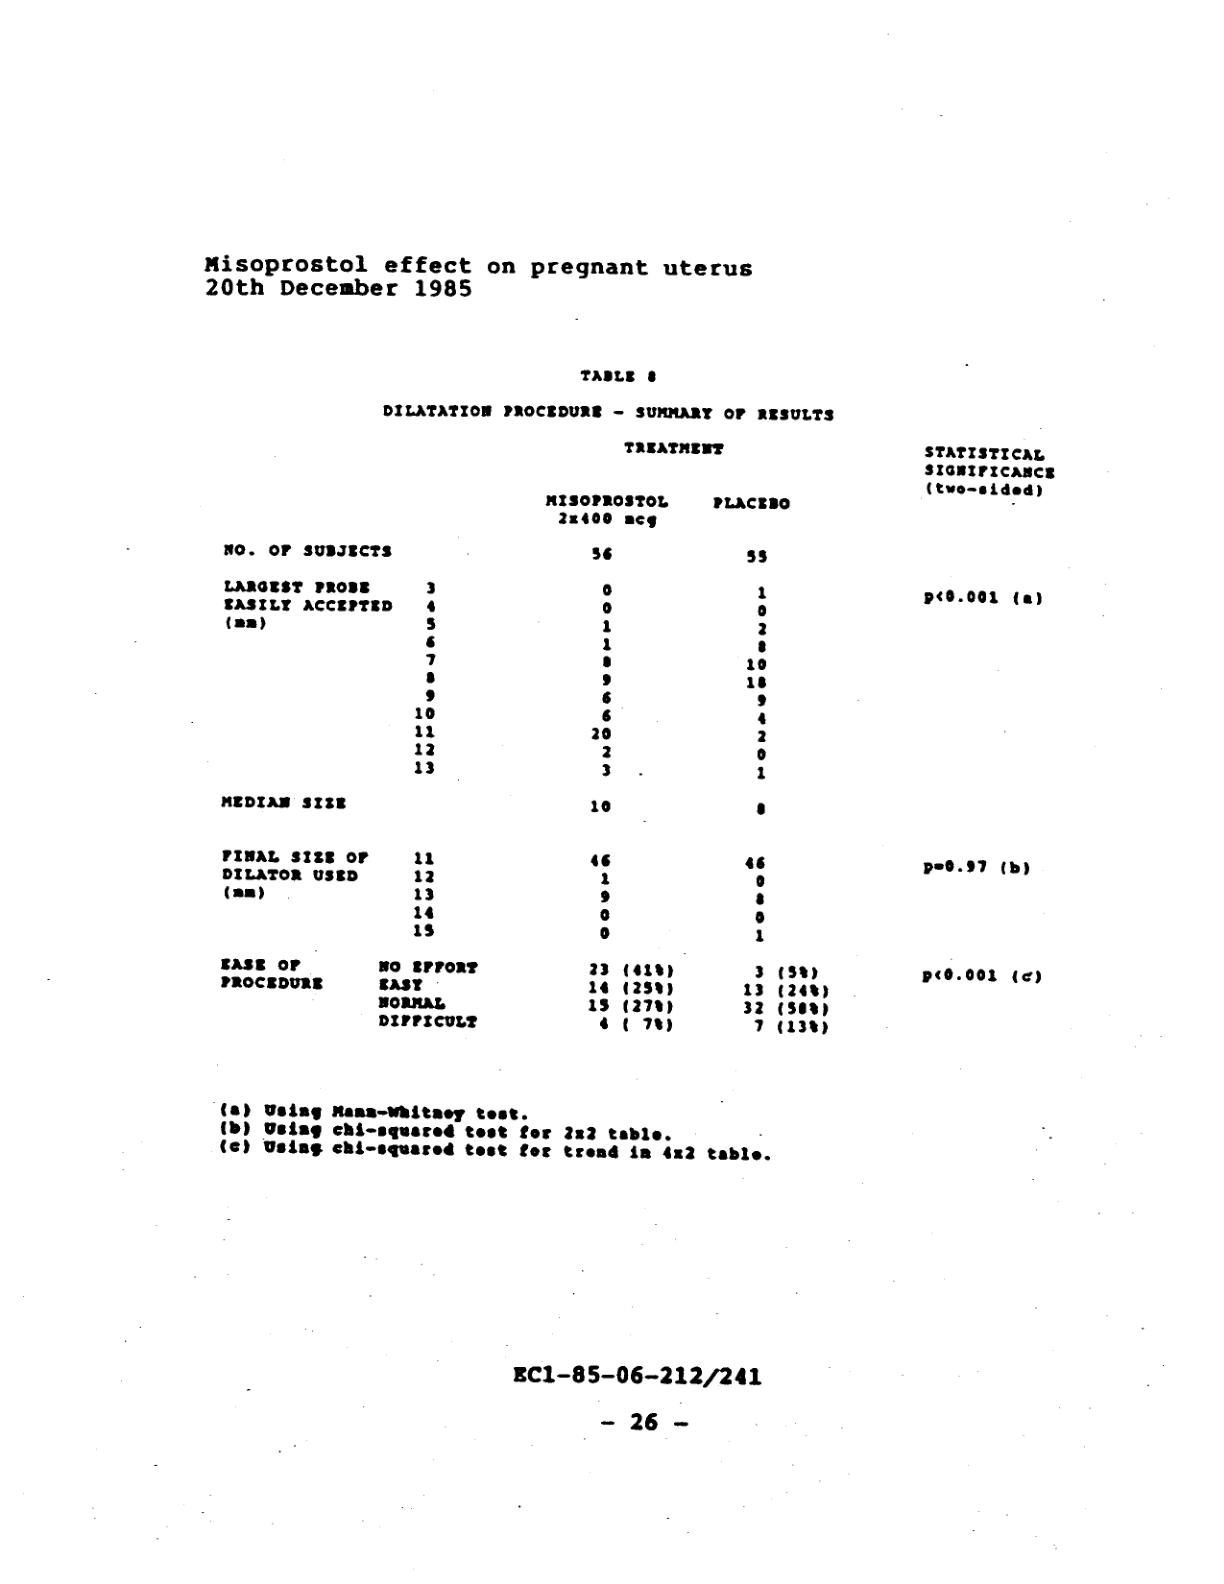 Misoprostol effect on pregnant uterus
20th December 1985
TABLE 8
DILATATION PROCEDURE - SUMMARY OF RESULTS
TREATMENT STATISTICAL
SIGNIFICANCE
(two-sided)
MISOPROSTOL PLACEBO
2x400 mcg
NO. OF SUBJECTS 56 55
LARGEST PROBE 3 0 1 p<0.001 (a)
EASILY ACCEPTED 4 0 0
(mm) 5 1 2
6 1 8
7 8 10
8 9 18
9 6 9
10 6 4
11 20 2
12 2 0
13 3 1
MEDIAN SIZE 10 8
FINAL SIZE OF 11 46 46 p=0.97 (b)
DILATOR USED 12 1 0
(mm) 13 9 8
14 0 0
15 0 1
EASE OF NO EFFORT 23 (41%) 3 (5%) p<0.001 (c)
PROCEDURE EASY 14 (25%) 13 (24%)
NORMAL 15 (27%) 32 (58%)
DIFFICULT 4 ( 7%) 7 (13%)
(a) Using Mann-Whitney test.
(b) Using chi-squared test for 2x2 table.
(c) Using chi-squared test for trend in 4x2 table.
EC1-85-06-212/241
- 26 -